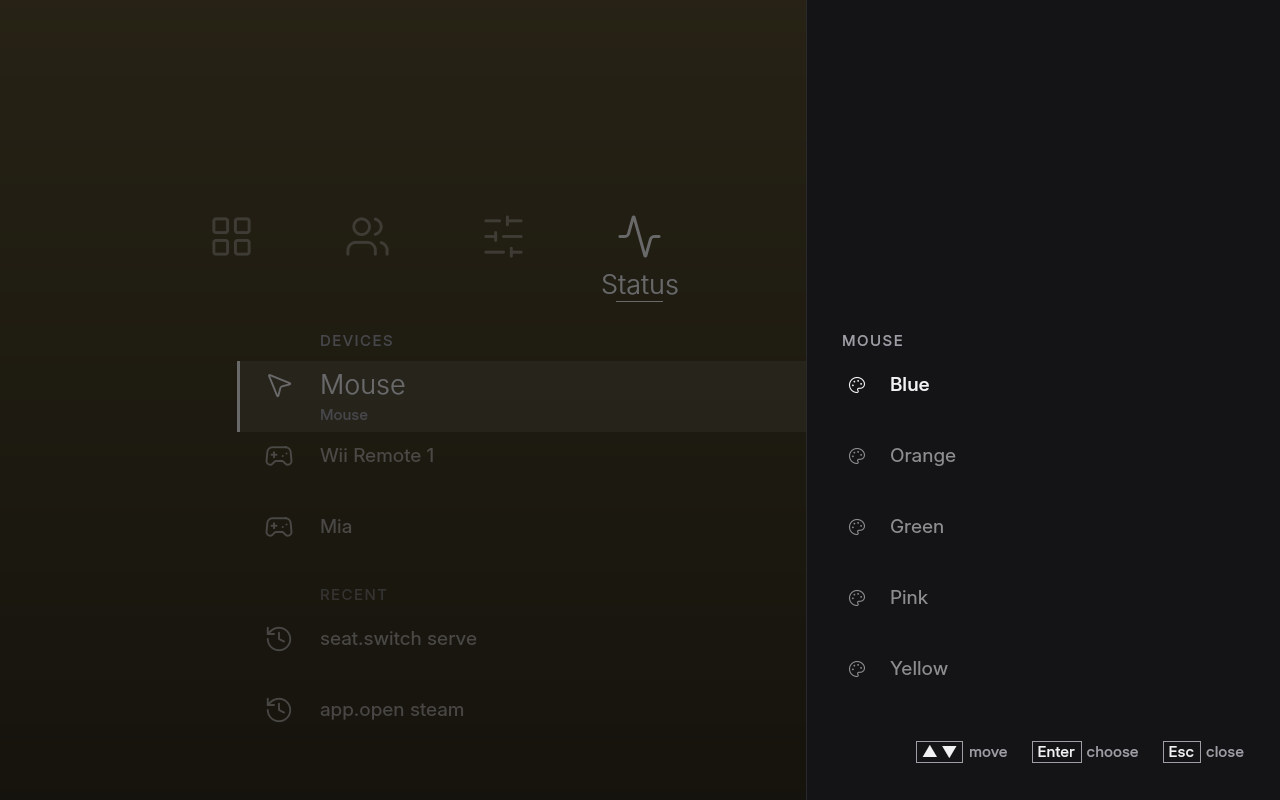 Status
DEVICES
Mouse
Mouse
Wii Remote 1
Mia
RECENT
seat.switch serve
app.open steam
MOUSE
Blue
Orange
Green
Pink
Yellow
▲▼ move Enter choose Esc close